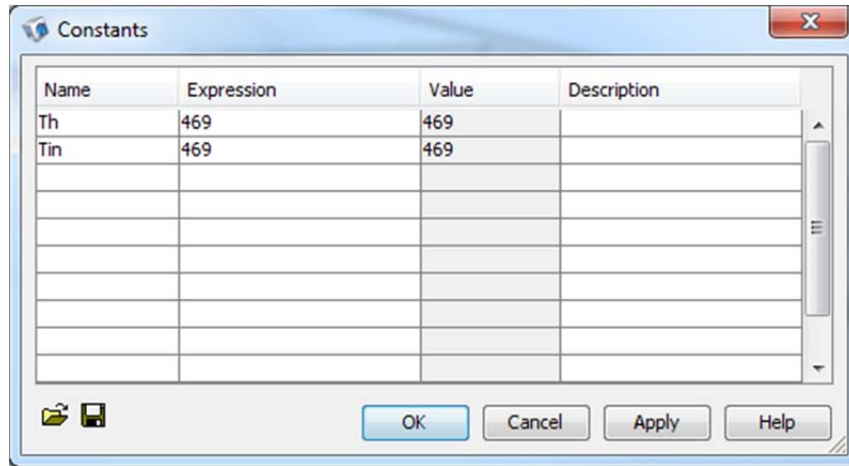 Constants
Name Expression Value Description
Th 469 469
Tin 469 469
OK Cancel Apply Help